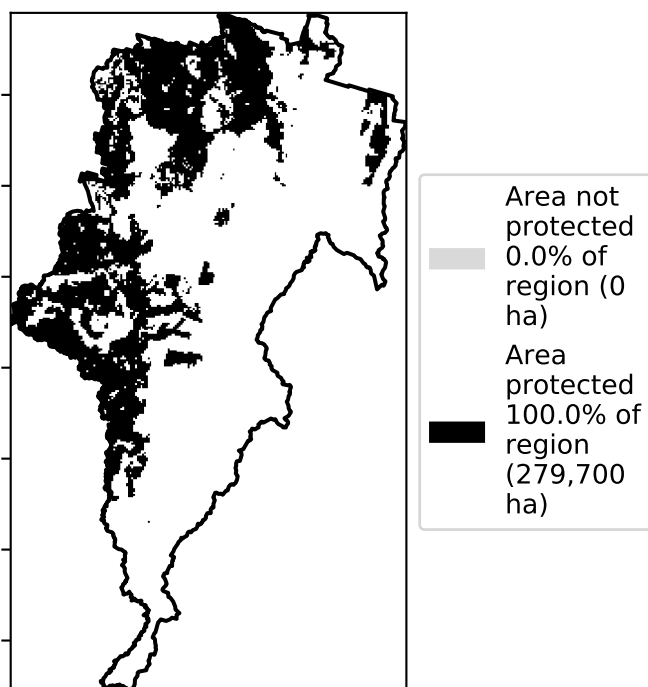 Area not
protected
0.0% of
region (0
ha)
Area
protected
100.0% of
region
(279,700
ha)